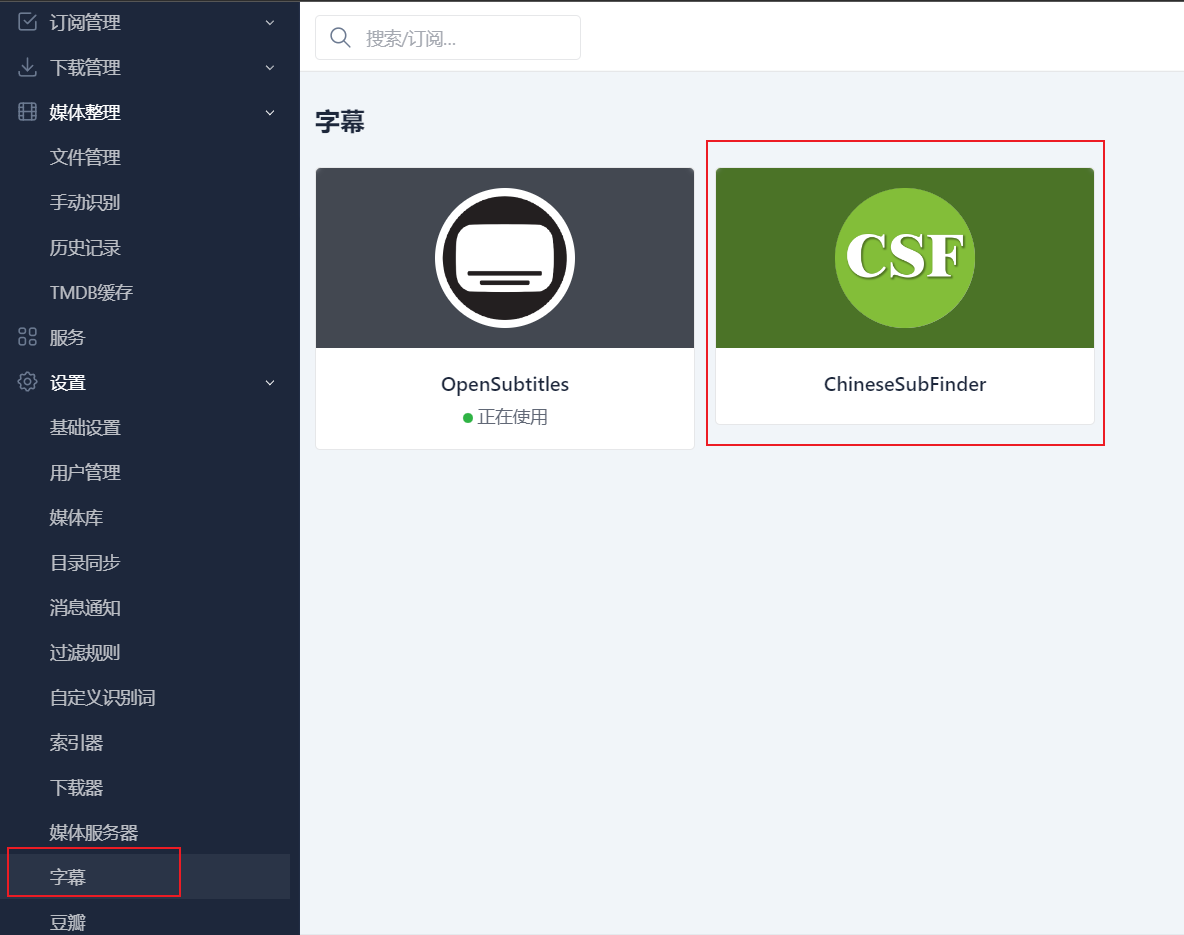 订阅管理
下载管理
媒体整理
文件管理
手动识别
历史记录
TMDB缓存
服务
设置
基础设置
用户管理
媒体库
目录同步
消息通知
过滤规则
自定义识别词
索引器
下载器
媒体服务器
字幕
豆瓣
搜索/订阅...
字幕
OpenSubtitles
正在使用
CSF
ChineseSubFinder